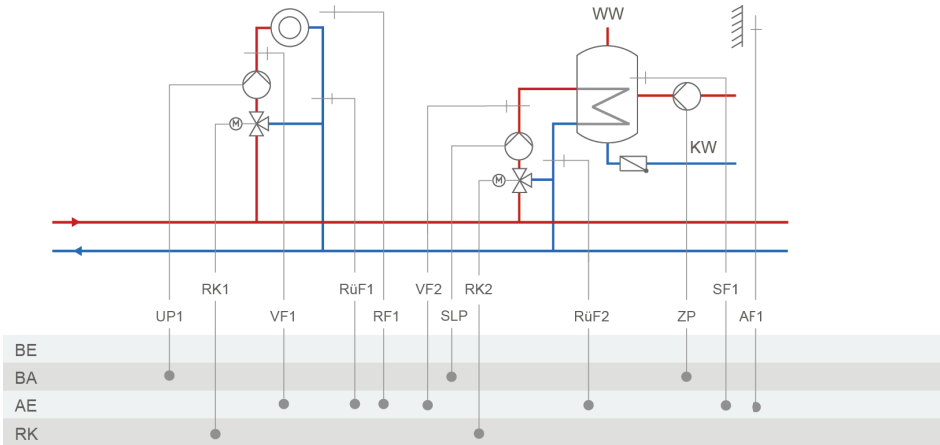 WW
M
KW
M
RK1 RüF1 VF2 RK2 SF1
UP1 VF1 RF1 SLP RüF2 ZP AF1
BE
BA
AE
RK